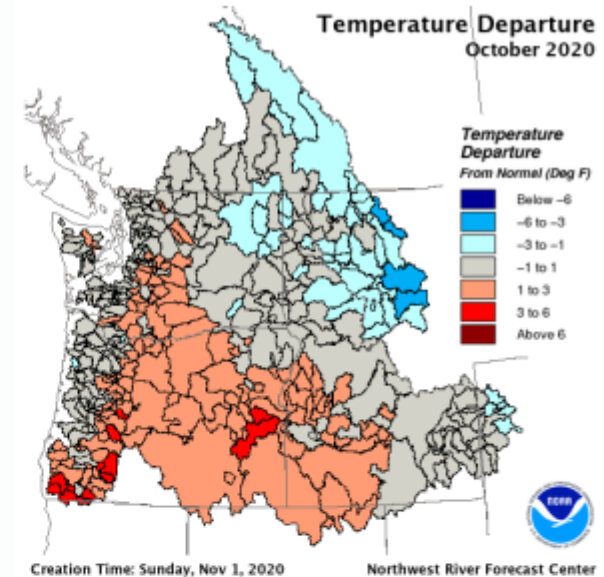 Temperature Departure
October 2020
Temperature
Departure
From Normal (Deg F)
Below -6
-6 to -3
-3 to -1
-1 to 1
1 to 3
3 to 6
Above 6
NOAA
Creation Time: Sunday, Nov 1, 2020
Northwest River Forecast Center